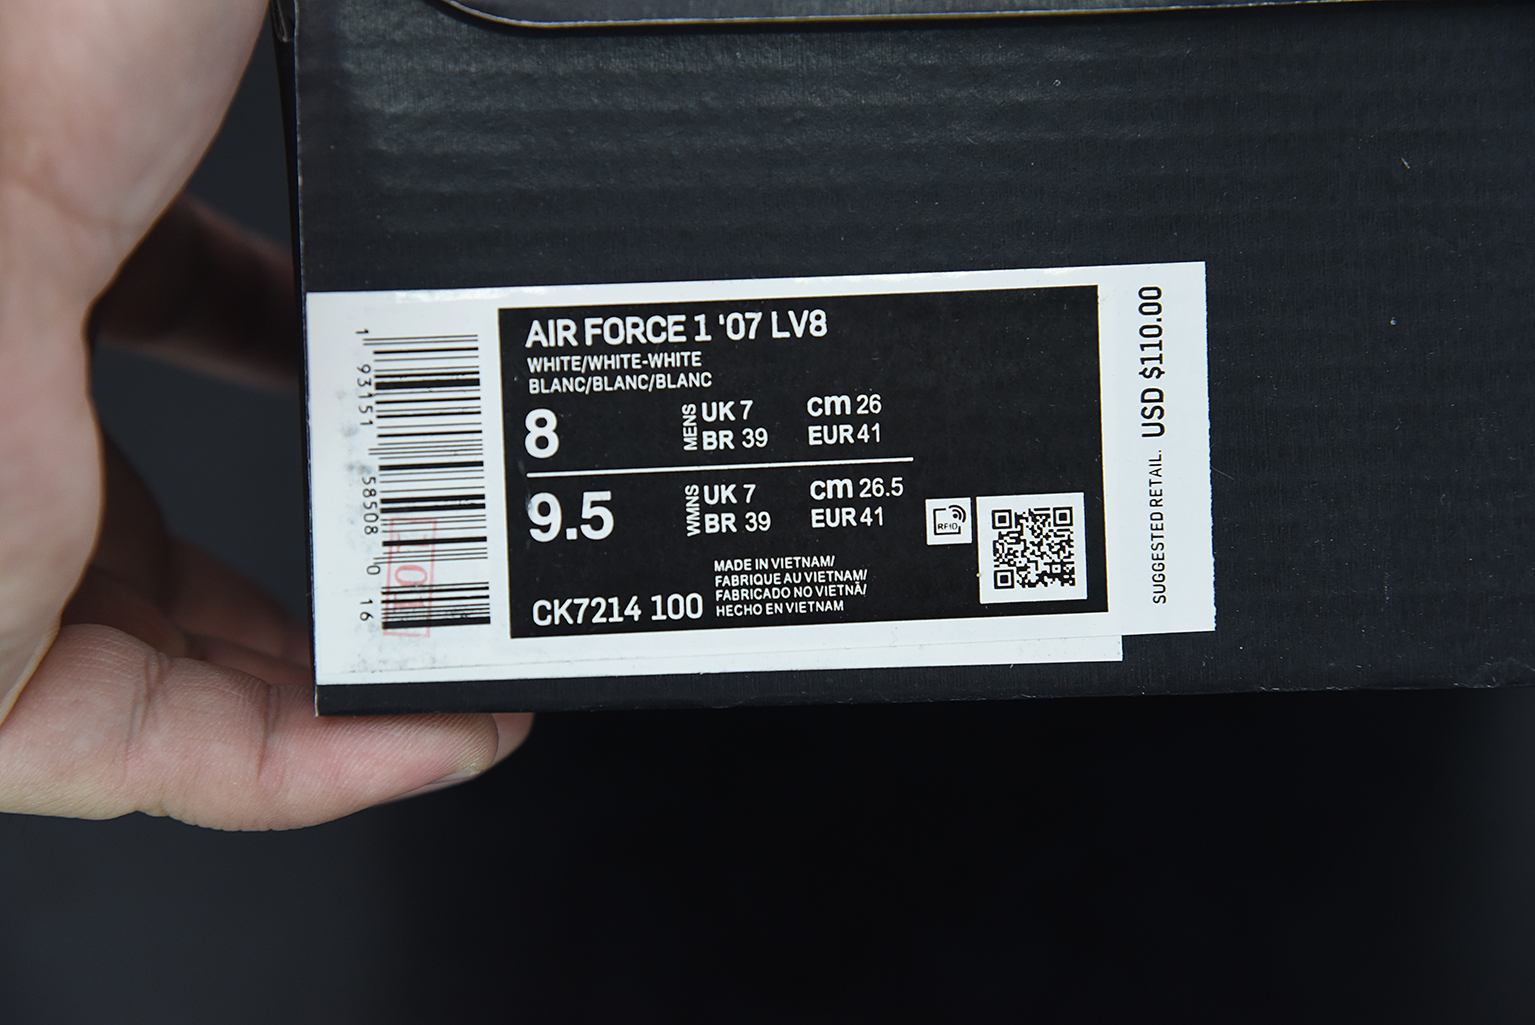 AIR FORCE 1 '07 LV8
WHITE/WHITE-WHITE
BLANC/BLANC/BLANC
8 MENS UK 7 cm 26
BR 39 EUR 41
9.5 WMNS UK 7 cm 26.5
BR 39 EUR 41
CK7214 100
MADE IN VIETNAM/
FABRIQUE AU VIETNAM/
FABRICADO NO VIETNÃ/
HECHO EN VIETNAM
RFID
1 93151 58508 0 16
SUGGESTED RETAIL. USD $110.00